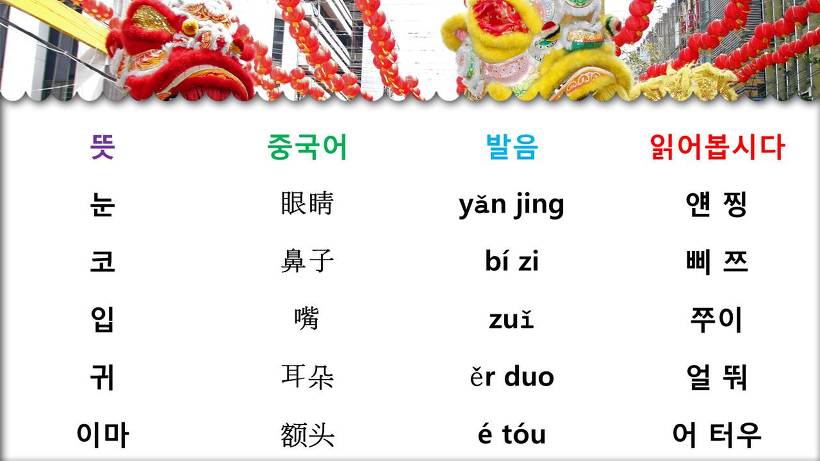 뜻 중국어 발음 읽어봅시다
눈 眼睛 yǎn jing 얜 찡
코 鼻子 bí zi 삐 쯔
입 嘴 zuǐ 쭈이
귀 耳朵 ěr duo 얼 뚸
이마 额头 é tóu 어 터우